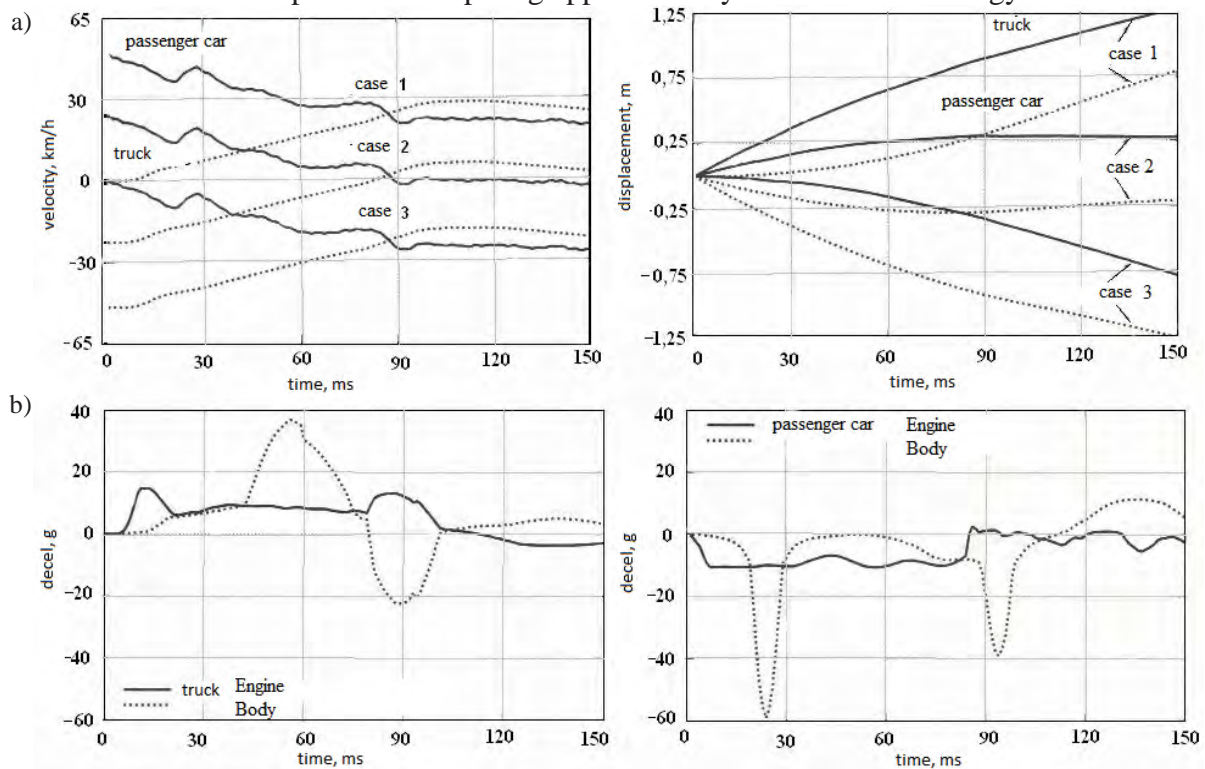 a)
65
30
0
−30
−65
velocity, km/h
passenger car
truck
case 1
case 2
case 3
0 30 60 90 120 150
time, ms
1,25
0,75
0,25
−0,25
−0,75
−1,25
displacement, m
truck
case 1
passenger car
case 2
case 3
0 30 60 90 120 150
time, ms
b)
40
20
0
−20
−40
−60
decel, g
truck Engine
Body
0 30 60 90 120 150
time, ms
40
20
0
−20
−40
−60
decel, g
passenger car Engine
Body
0 30 60 90 120 150
time, ms